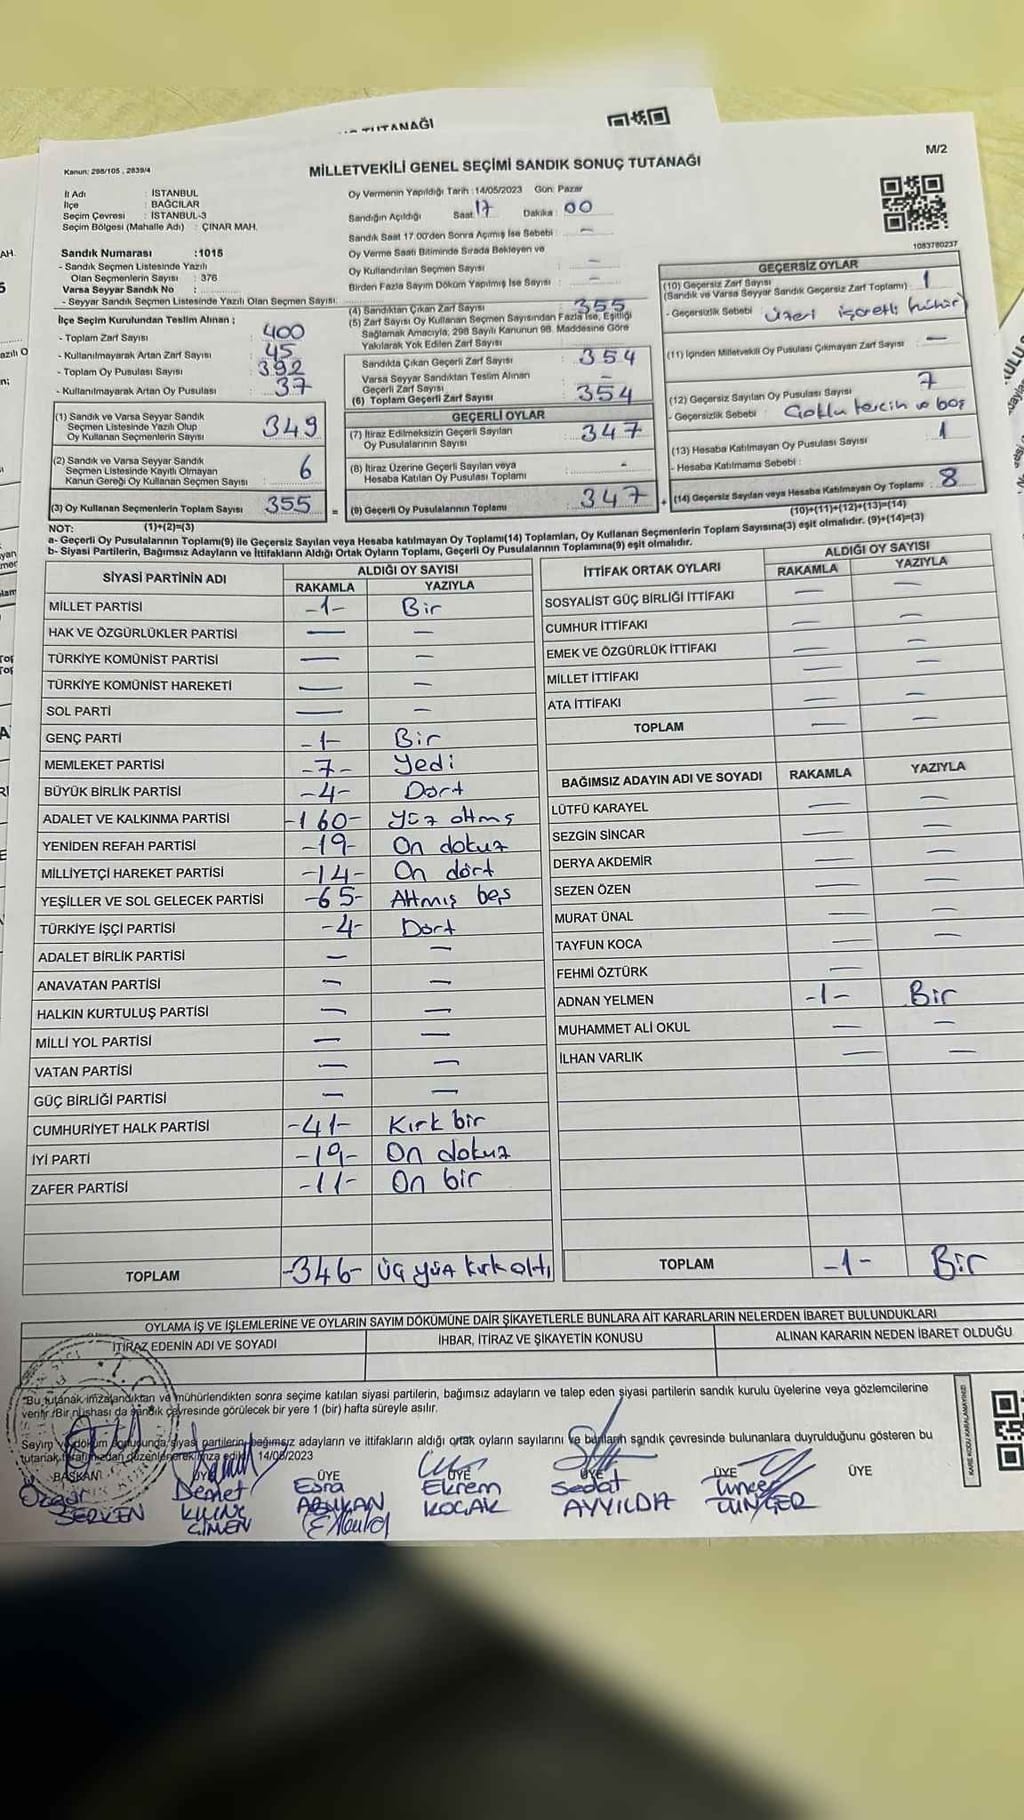 TUTANAĞI
M/2
Kanun: 298/105 , 2839/4
MİLLETVEKİLİ GENEL SEÇİMİ SANDIK SONUÇ TUTANAĞI
İl Adı : İSTANBUL
İlçe : BAĞCILAR
Seçim Çevresi : İSTANBUL-3
Seçim Bölgesi (Mahalle Adı) : ÇINAR MAH.
Oy Vermenin Yapıldığı Tarih :14/05/2023 Gün: Pazar
Sandığın Açıldığı Saat: 17 Dakika : 00
Sandık Saat 17.00'den Sonra Açımış İse Sebebi : -
Oy Verme Saati Bitiminde Sırada Bekleyen ve
Oy Kullandırılan Seçmen Sayısı : -
Birden Fazla Sayım Döküm Yapılmış İse Sayısı : -
1083780237
Sandık Numarası :1015
- Sandık Seçmen Listesinde Yazılı
Olan Seçmenlerin Sayısı : 376
Varsa Seyyar Sandık No :
- Seyyar Sandık Seçmen Listesinde Yazılı Olan Seçmen Sayısı:
İlçe Seçim Kurulundan Teslim Alınan ;
- Toplam Zarf Sayısı : 400
- Kullanılmayarak Artan Zarf Sayısı : 45
- Toplam Oy Pusulası Sayısı : 392
- Kullanılmayarak Artan Oy Pusulası : 37
(1) Sandık ve Varsa Seyyar Sandık
Seçmen Listesinde Yazılı Olup
Oy Kullanan Seçmenlerin Sayısı : 349
(2) Sandık ve Varsa Seyyar Sandık
Seçmen Listesinde Kayıtlı Olmayan
Kanun Gereği Oy Kullanan Seçmen Sayısı : 6
(3) Oy Kullanan Seçmenlerin Toplam Sayısı : 355
(4) Sandıktan Çıkan Zarf Sayısı : 355
(5) Zarf Sayısı Oy Kullanan Seçmen Sayısından Fazla İse, Eşitliği
Sağlamak Amacıyla, 298 Sayılı Kanunun 98. Maddesine Göre
Yakılarak Yok Edilen Zarf Sayısı :
Sandıkta Çıkan Geçerli Zarf Sayısı : 354
Varsa Seyyar Sandıktan Teslim Alınan
Geçerli Zarf Sayısı : -
(6) Toplam Geçerli Zarf Sayısı : 354
GEÇERLİ OYLAR
(7) İtiraz Edilmeksizin Geçerli Sayılan
Oy Pusulalarının Sayısı : 347
(8) İtiraz Üzerine Geçerli Sayılan veya
Hesaba Katılan Oy Pusulası Toplamı : -
= (9) Geçerli Oy Pusulalarının Toplamı : 347
GEÇERSİZ OYLAR
(10) Geçersiz Zarf Sayısı : 1
(Sandık ve Varsa Seyyar Sandık Geçersiz Zarf Toplamı)
- Geçersizlik Sebebi : üzeri işaretli
(11) İçinden Milletvekili Oy Pusulası Çıkmayan Zarf Sayısı : -
(12) Geçersiz Sayılan Oy Pusulası Sayısı : 7
- Geçersizlik Sebebi : Çoklu tercih ve boş
(13) Hesaba Katılmayan Oy Pusulası Sayısı : 1
- Hesaba Katılmama Sebebi :
+ (14) Geçersiz Sayılan veya Hesaba Katılmayan Oy Toplamı : 8
(10)+(11)+(12)+(13)=(14)
NOT: (1)+(2)=(3)
a- Geçerli Oy Pusulalarının Toplamı(9) ile Geçersiz Sayılan veya Hesaba katılmayan Oy Toplamı(14) Toplamları, Oy Kullanan Seçmenlerin Toplam Sayısına(3) eşit olmalıdır. (9)+(14)=(3)
b- Siyasi Partilerin, Bağımsız Adayların ve İttifakların Aldığı Ortak Oyların Toplamı, Geçerli Oy Pusulalarının Toplamına(9) eşit olmalıdır.
SİYASİ PARTİNİN ADI ALDIĞI OY SAYISI
RAKAMLA YAZIYLA
MİLLET PARTİSİ -1- Bir
HAK VE ÖZGÜRLÜKLER PARTİSİ - -
TÜRKİYE KOMÜNİST PARTİSİ - -
TÜRKİYE KOMÜNİST HAREKETİ - -
SOL PARTİ - -
GENÇ PARTİ -1- Bir
MEMLEKET PARTİSİ -7- Yedi
BÜYÜK BİRLİK PARTİSİ -4- Dört
ADALET VE KALKINMA PARTİSİ -160- Yüz altmış
YENİDEN REFAH PARTİSİ -19- On dokuz
MİLLİYETÇİ HAREKET PARTİSİ -14- On dört
YEŞİLLER VE SOL GELECEK PARTİSİ -65- Altmış beş
TÜRKİYE İŞÇİ PARTİSİ -4- Dört
ADALET BİRLİK PARTİSİ - -
ANAVATAN PARTİSİ - -
HALKIN KURTULUŞ PARTİSİ - -
MİLLİ YOL PARTİSİ - -
VATAN PARTİSİ - -
GÜÇ BİRLİĞİ PARTİSİ - -
CUMHURİYET HALK PARTİSİ -41- Kırk bir
İYİ PARTİ -19- On dokuz
ZAFER PARTİSİ -11- On bir
TOPLAM -346- üç yüz kırk altı
İTTİFAK ORTAK OYLARI ALDIĞI OY SAYISI
RAKAMLA YAZIYLA
SOSYALİST GÜÇ BİRLİĞİ İTTİFAKI - -
CUMHUR İTTİFAKI - -
EMEK VE ÖZGÜRLÜK İTTİFAKI - -
MİLLET İTTİFAKI - -
ATA İTTİFAKI - -
TOPLAM - -
BAĞIMSIZ ADAYIN ADI VE SOYADI RAKAMLA YAZIYLA
LÜTFÜ KARAYEL - -
SEZGİN SİNCAR - -
DERYA AKDEMİR - -
SEZEN ÖZEN - -
MURAT ÜNAL - -
TAYFUN KOCA - -
FEHMİ ÖZTÜRK -
ADNAN YELMEN -1- Bir
MUHAMMET ALİ OKUL - -
İLHAN VARLIK - -
TOPLAM -1- Bir
OYLAMA İŞ VE İŞLEMLERİNE VE OYLARIN SAYIM DÖKÜMÜNE DAİR ŞİKAYETLERLE BUNLARA AİT KARARLARIN NELERDEN İBARET BULUNDUKLARI
İTİRAZ EDENİN ADI VE SOYADI İHBAR, İTİRAZ VE ŞİKAYETİN KONUSU ALINAN KARARIN NEDEN İBARET OLDUĞU
Bu tutanak imzalandıktan ve mühürlendikten sonra seçime katılan siyasi partilerin, bağımsız adayların ve talep eden siyasi partilerin sandık kurulu üyelerine veya gözlemcilerine
verilir. Bir nüshası da sandık çevresinde görülecek bir yere 1 (bir) hafta süreyle asılır.
Sayım ve döküm sonucunda, siyasi partilerin, bağımsız adayların ve ittifakların aldığı ortak oyların sayılarını ve bunların sandık çevresinde bulunanlara duyrulduğunu gösteren bu
tutanak tarafımızdan düzenlenerek imza edildi. 14/05/2023
BAŞKAN ÜYE ÜYE ÜYE ÜYE ÜYE ÜYE
Özgür Demet Esra Ekrem Sedat Tuncer
KILINÇ KOÇAK AYYILDA
KARE KODU KARALAMAYINIZ!